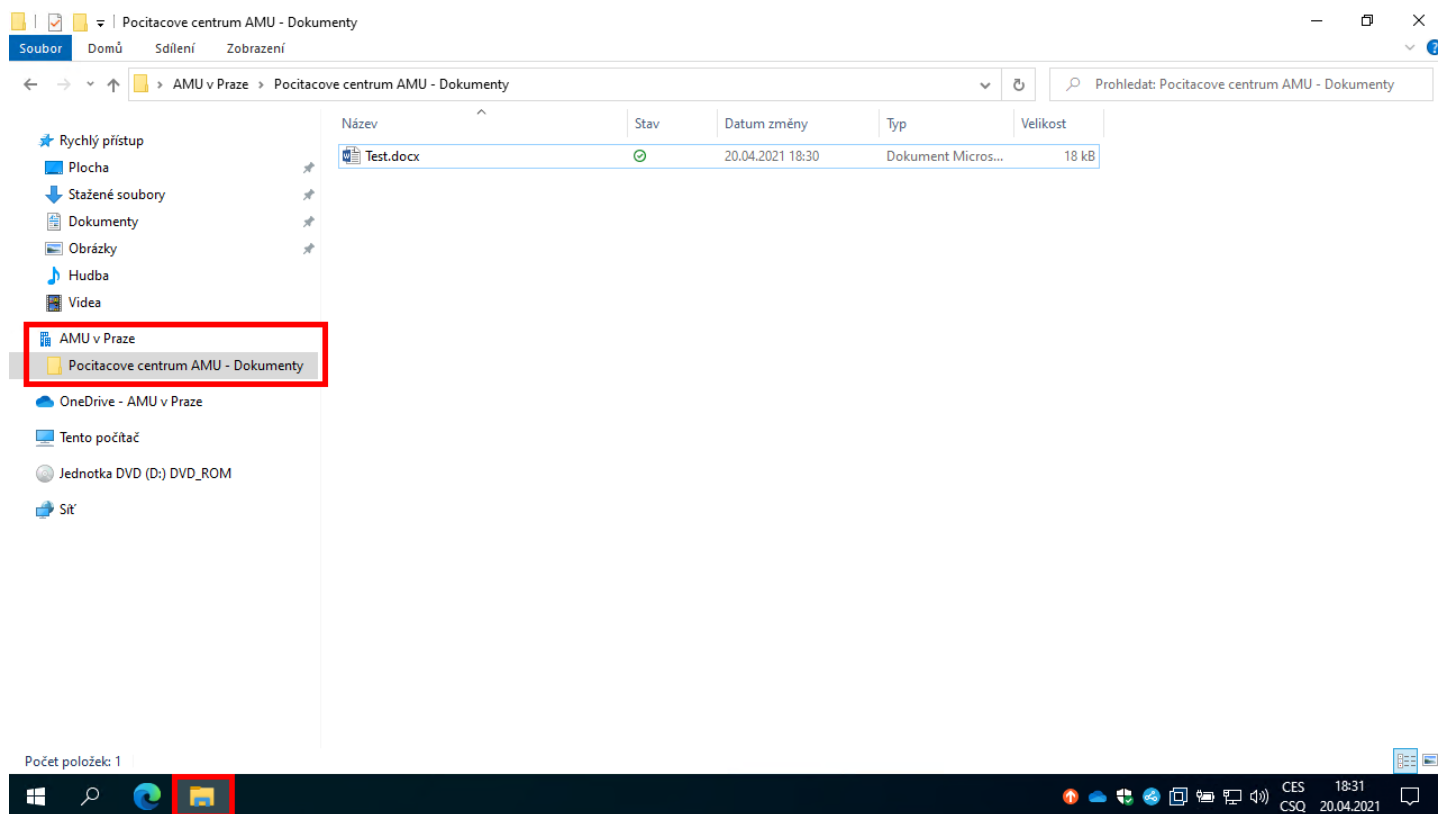 Pocitacove centrum AMU - Dokumenty
Soubor Domů Sdílení Zobrazení
AMU v Praze › Pocitacove centrum AMU - Dokumenty
Prohledat: Pocitacove centrum AMU - Dokumenty
Název Stav Datum změny Typ Velikost
Test.docx 20.04.2021 18:30 Dokument Micros... 18 kB
Rychlý přístup
Plocha
Stažené soubory
Dokumenty
Obrázky
Hudba
Videa
AMU v Praze
Pocitacove centrum AMU - Dokumenty
OneDrive - AMU v Praze
Tento počítač
Jednotka DVD (D:) DVD_ROM
Síť
Počet položek: 1
CES 18:31
CSQ 20.04.2021